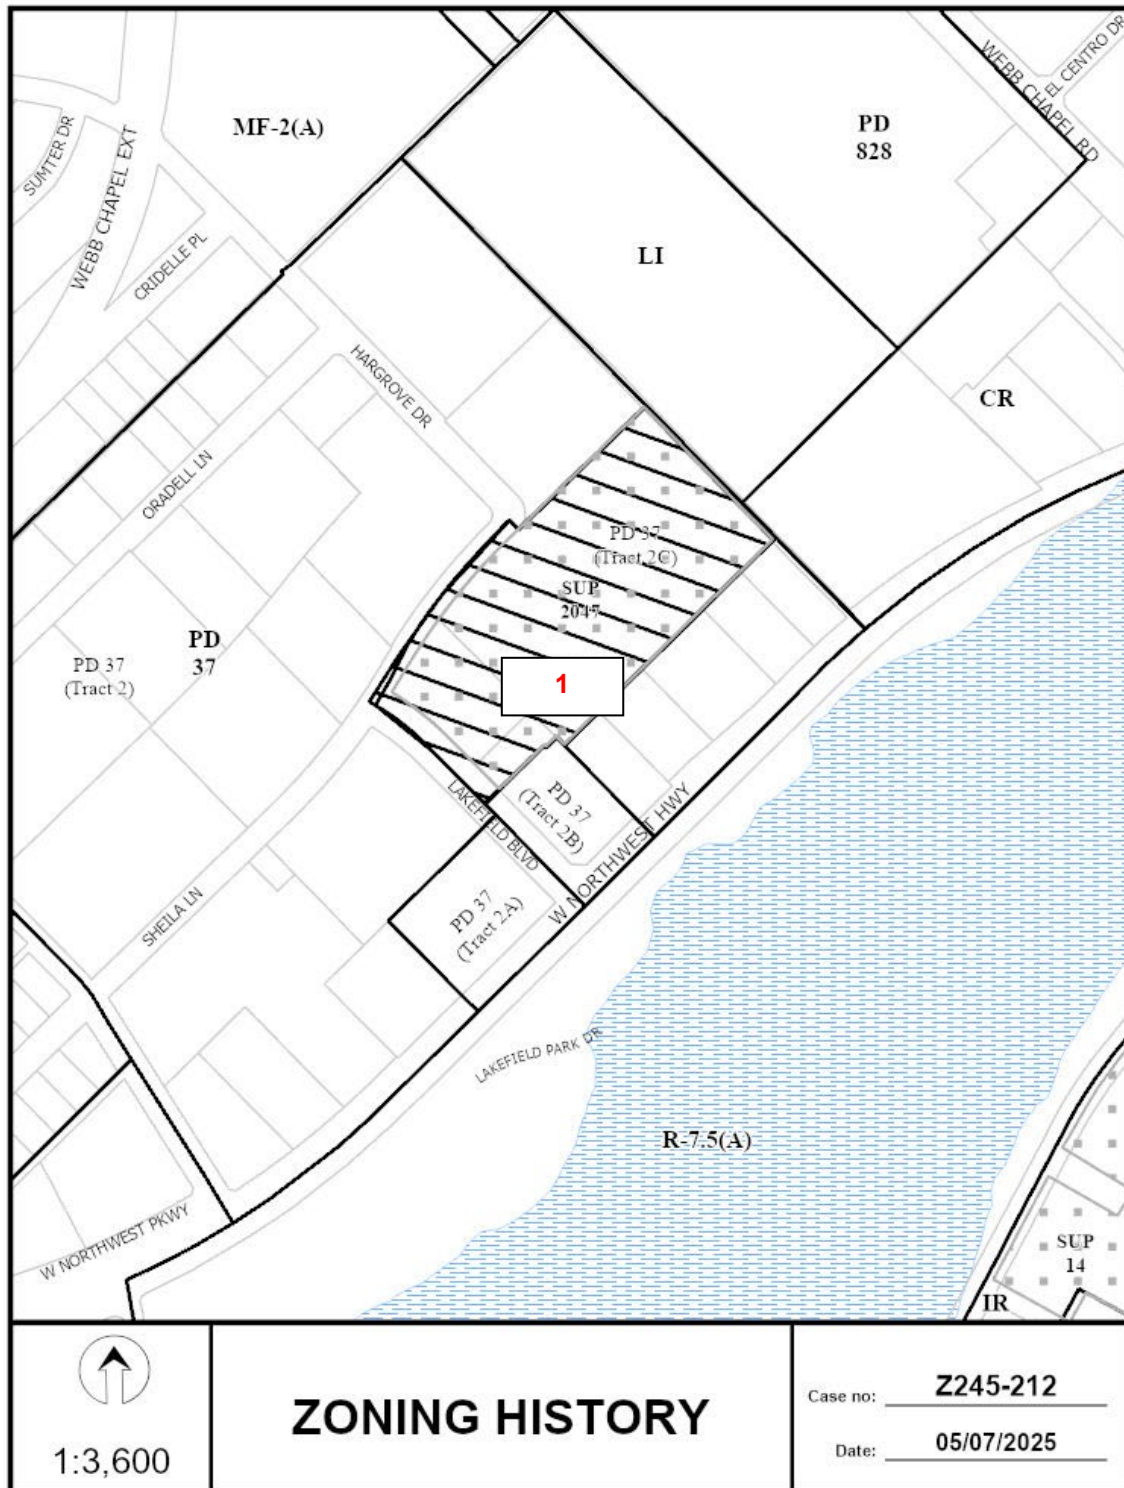 EL CENTRO DR
WEBB CHAPEL RD
MF-2(A)
PD
828
SUMTER DR
WEBB CHAPEL EXT
CRIDELLE PL
LI
HARGROVE DR
CR
ORADELL LN
PD 37
(Tract 2C)
SUP
2047
PD
37
PD 37
(Tract 2)
1
LAKEFIELD BLVD
PD 37
(Tract 2B)
W NORTHWEST HWY
PD 37
(Tract 2A)
SHEILA LN
LAKEFIELD PARK DR
R-7.5(A)
W NORTHWEST PKWY
SUP
14
IR
1:3,600
ZONING HISTORY
Case no: Z245-212
Date: 05/07/2025